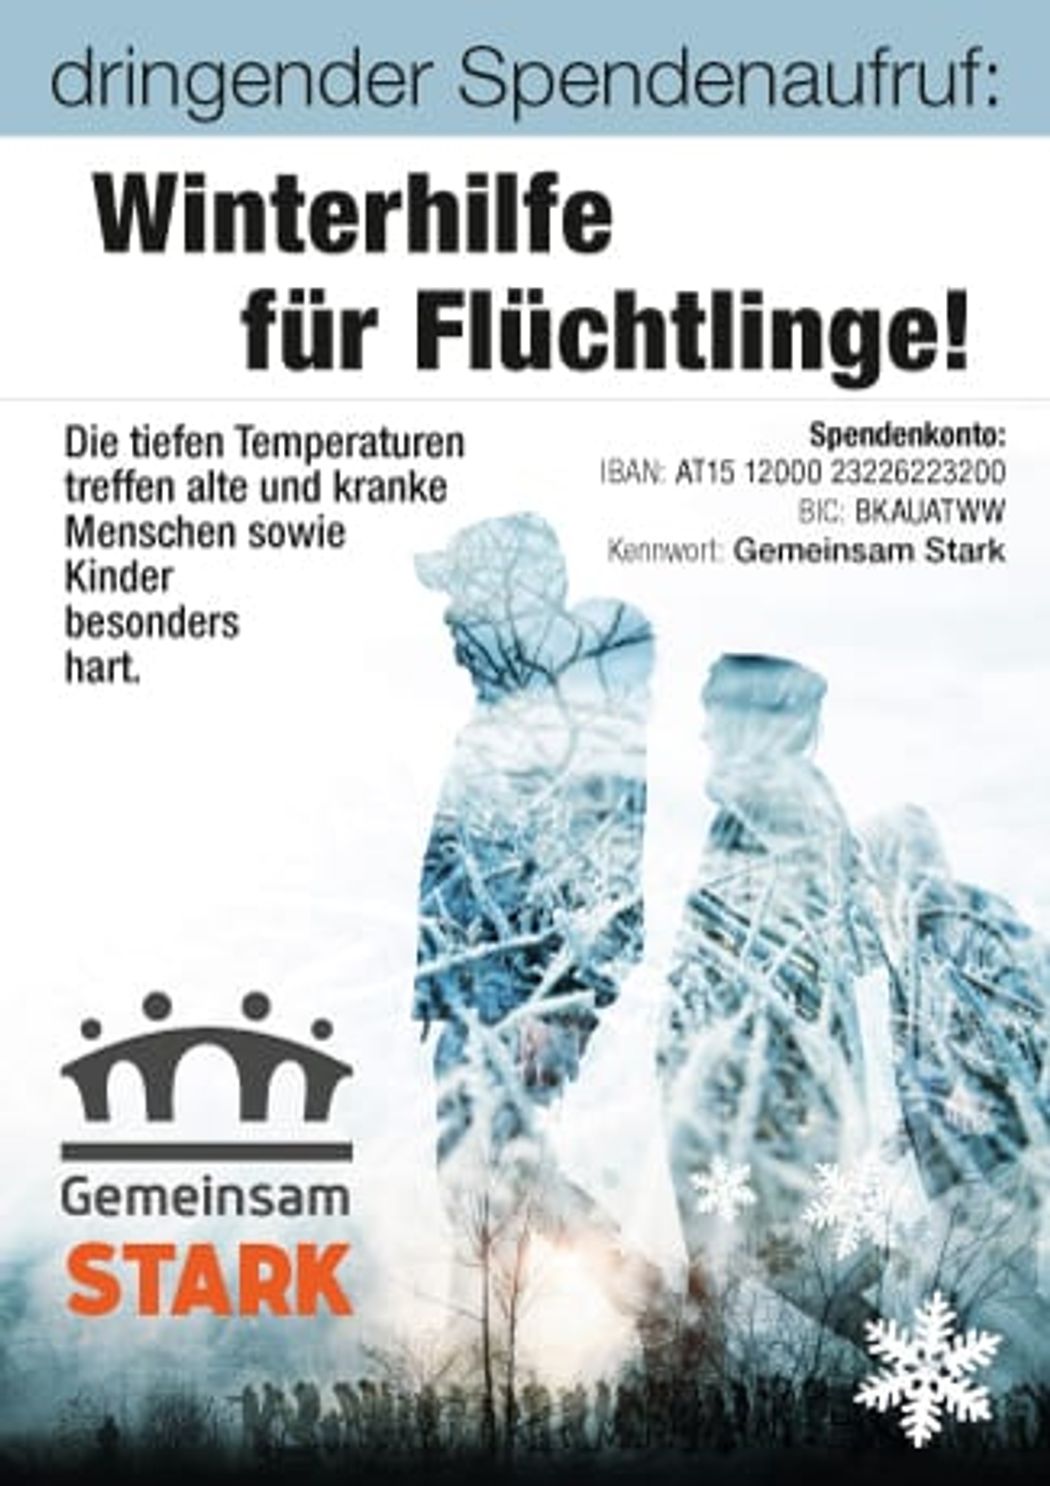 dringender Spendenaufruf:
Winterhilfe
für Flüchtlinge!
Die tiefen Temperaturen
treffen alte und kranke
Menschen sowie
Kinder
besonders
hart.
Spendenkonto:
IBAN: AT15 12000 23226223200
BIC: BKAUATWW
Kennwort: Gemeinsam Stark
Gemeinsam
STARK